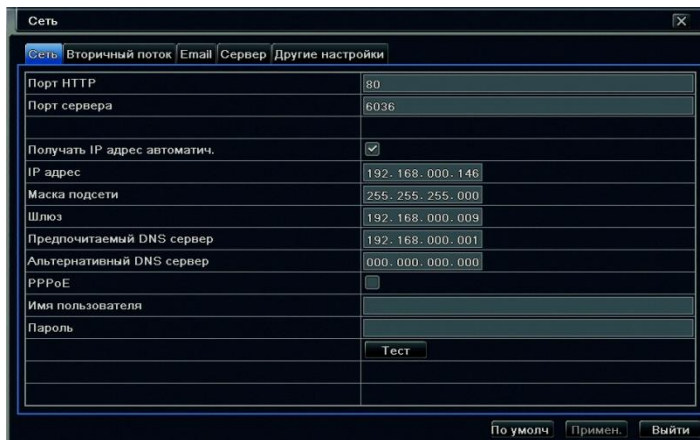 Сеть
Сеть Вторичный поток Email Сервер Другие настройки
Порт HTTP 80
Порт сервера 6036
Получать IP адрес автоматич.
IP адрес 192. 168. 000. 146
Маска подсети 255. 255. 255. 000
Шлюз 192. 168. 000. 009
Предпочитаемый DNS сервер 192. 168. 000. 001
Альтернативный DNS сервер 000. 000. 000. 000
PPPoE
Имя пользователя
Пароль
Тест
По умолч Примен. Выйти